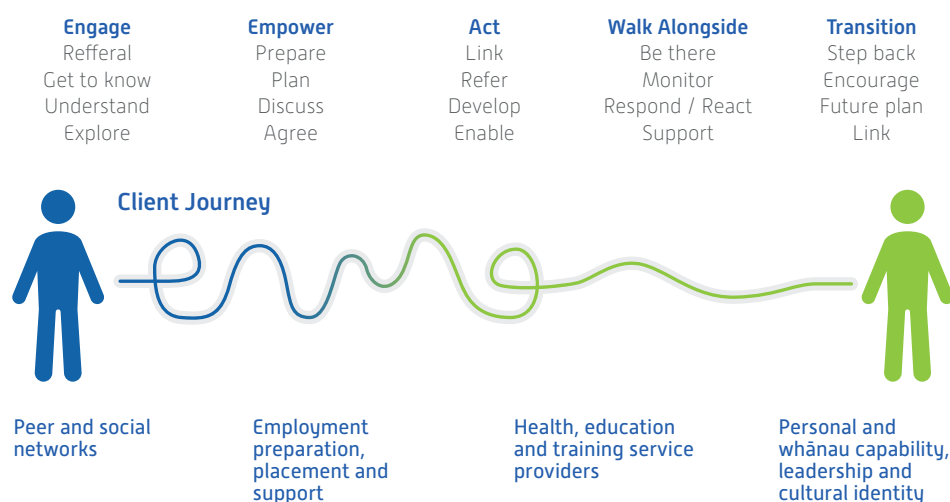 Engage
Refferal
Get to know
Understand
Explore
Empower
Prepare
Plan
Discuss
Agree
Act
Link
Refer
Develop
Enable
Walk Alongside
Be there
Monitor
Respond / React
Support
Transition
Step back
Encourage
Future plan
Link
Client Journey
Peer and social
networks
Employment
preparation,
placement and
support
Health, education
and training service
providers
Personal and
whānau capability,
leadership and
cultural identity